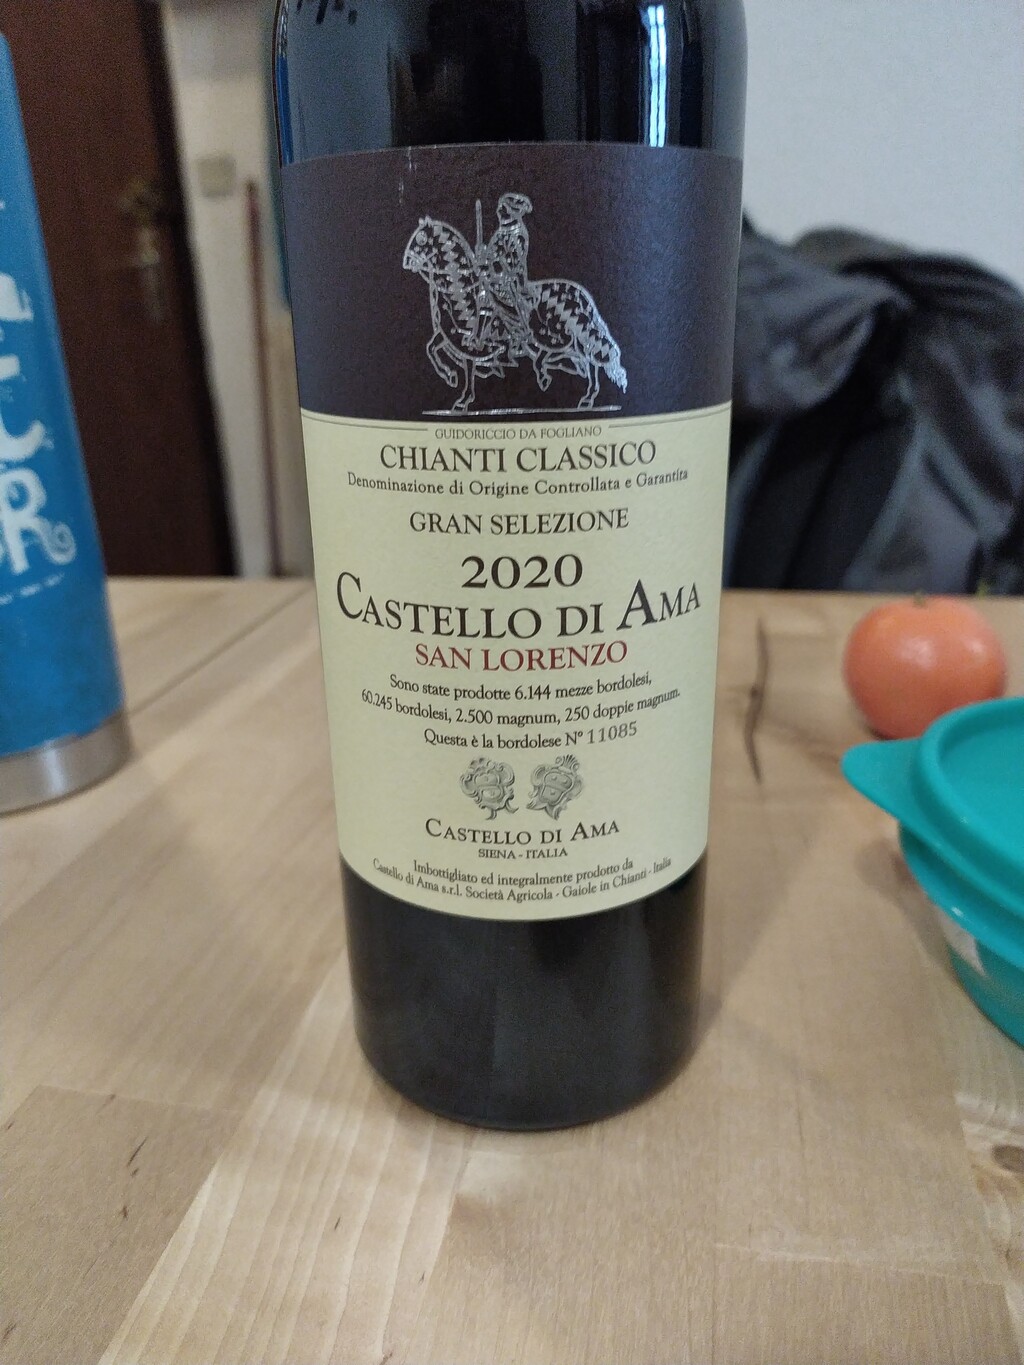 GUIDORICCIO DA FOGLIANO
CHIANTI CLASSICO
Denominazione di Origine Controllata e Garantita
GRAN SELEZIONE
2020
CASTELLO DI AMA
SAN LORENZO
Sono state prodotte 6.144 mezze bordolesi,
60.245 bordolesi, 2.500 magnum, 250 doppie magnum.
Questa è la bordolese N° 11085
CASTELLO DI AMA
SIENA - ITALIA
Imbottigliato ed integralmente prodotto da
Castello di Ama s.r.l. Società Agricola - Gaiole in Chianti - Italia